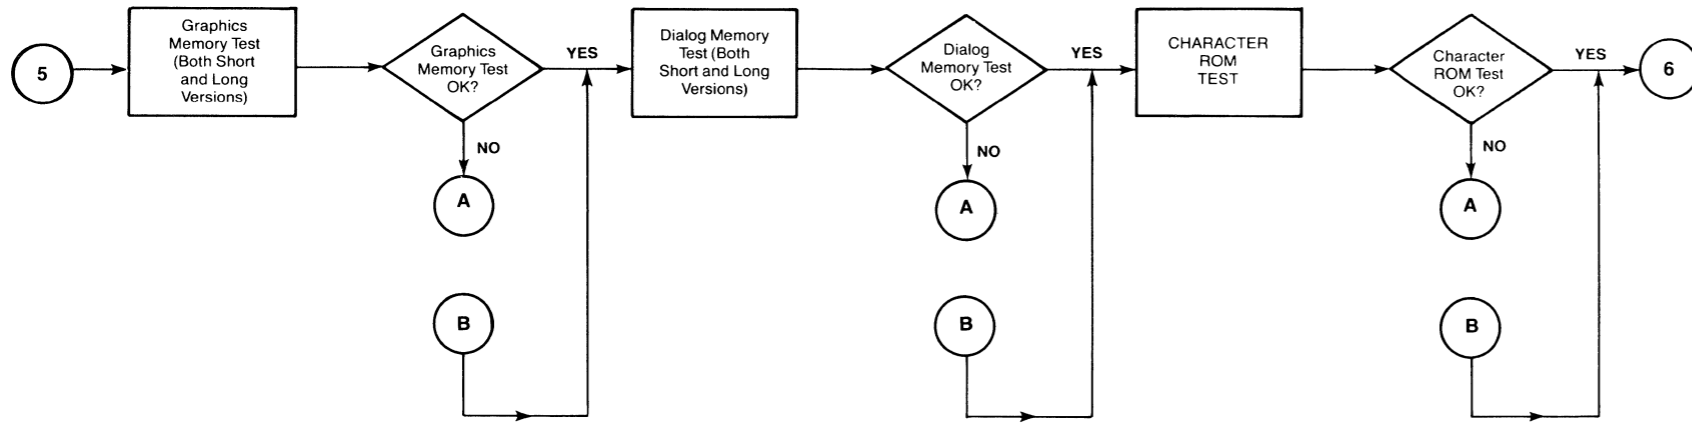 5
Graphics
Memory Test
(Both Short
and Long
Versions)
Graphics
Memory Test
OK?
YES
NO
A
B
Dialog Memory
Test (Both
Short and Long
Versions)
Dialog
Memory Test
OK?
YES
NO
A
B
CHARACTER
ROM
TEST
Character
ROM Test
OK?
YES
NO
A
B
6